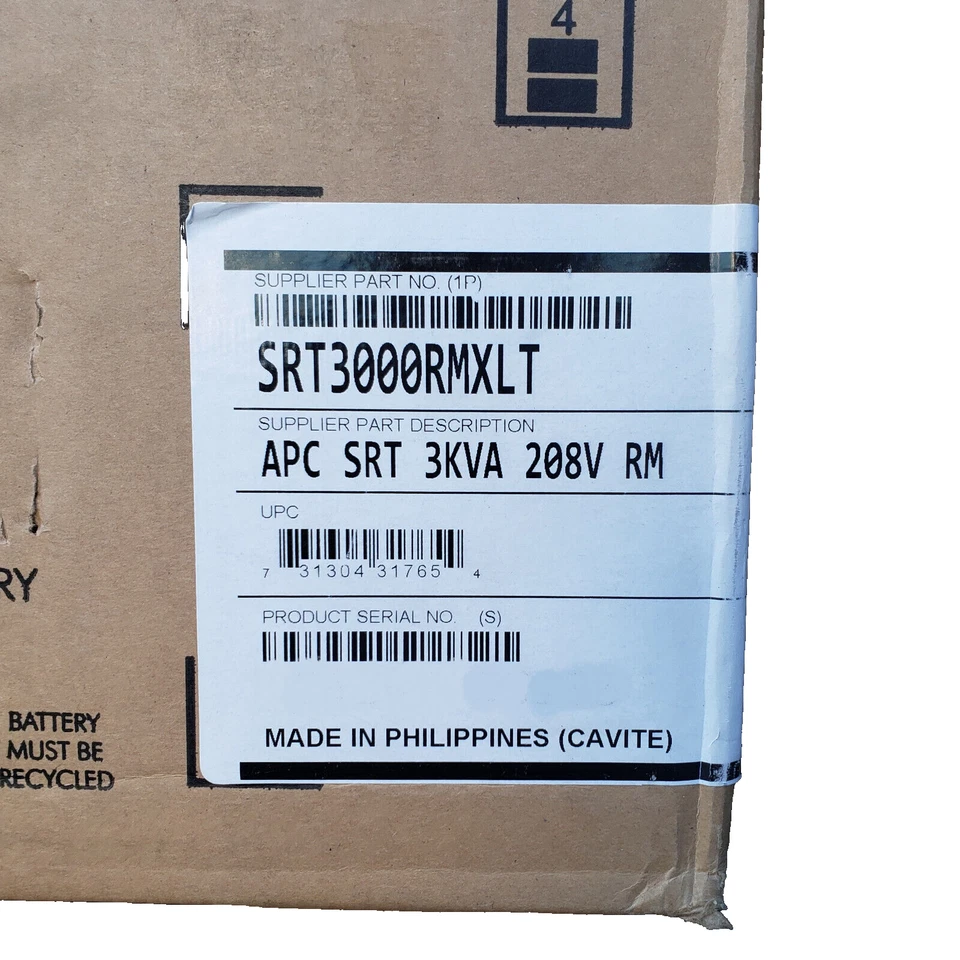 4
SUPPLIER PART NO. (1P)
SRT3000RMXLT
SUPPLIER PART DESCRIPTION
APC SRT 3KVA 208V RM
UPC
7 31304 31765 4
RY
PRODUCT SERIAL NO. (S)
BATTERY
MUST BE
RECYCLED
MADE IN PHILIPPINES (CAVITE)